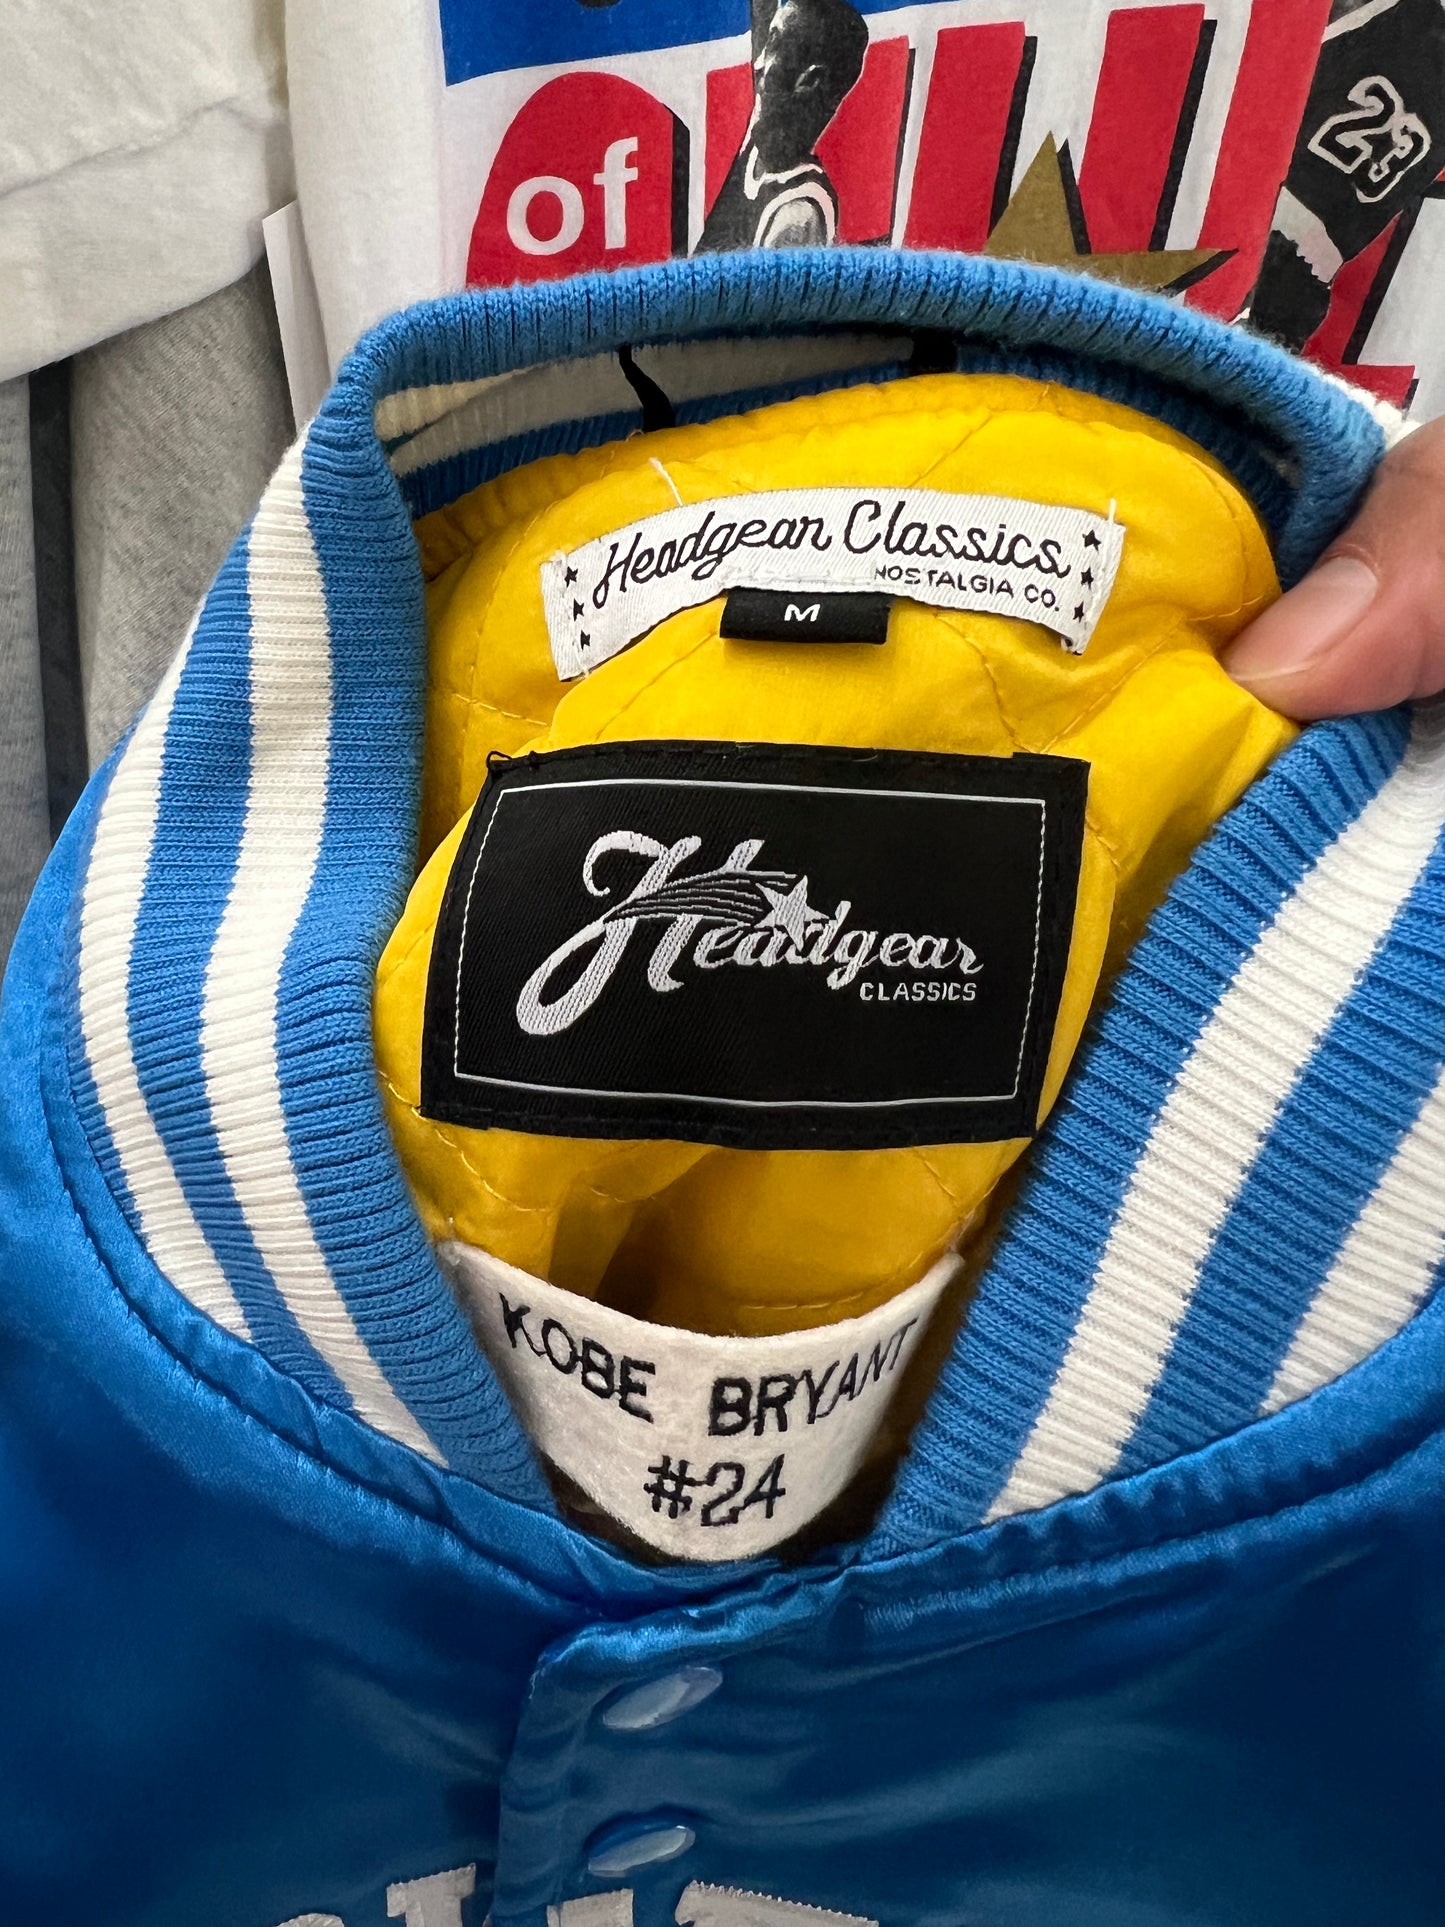 of
23
Headgear Classics
NOSTALGIA CO.
M
Headgear
CLASSICS
KOBE BRYANT
#24